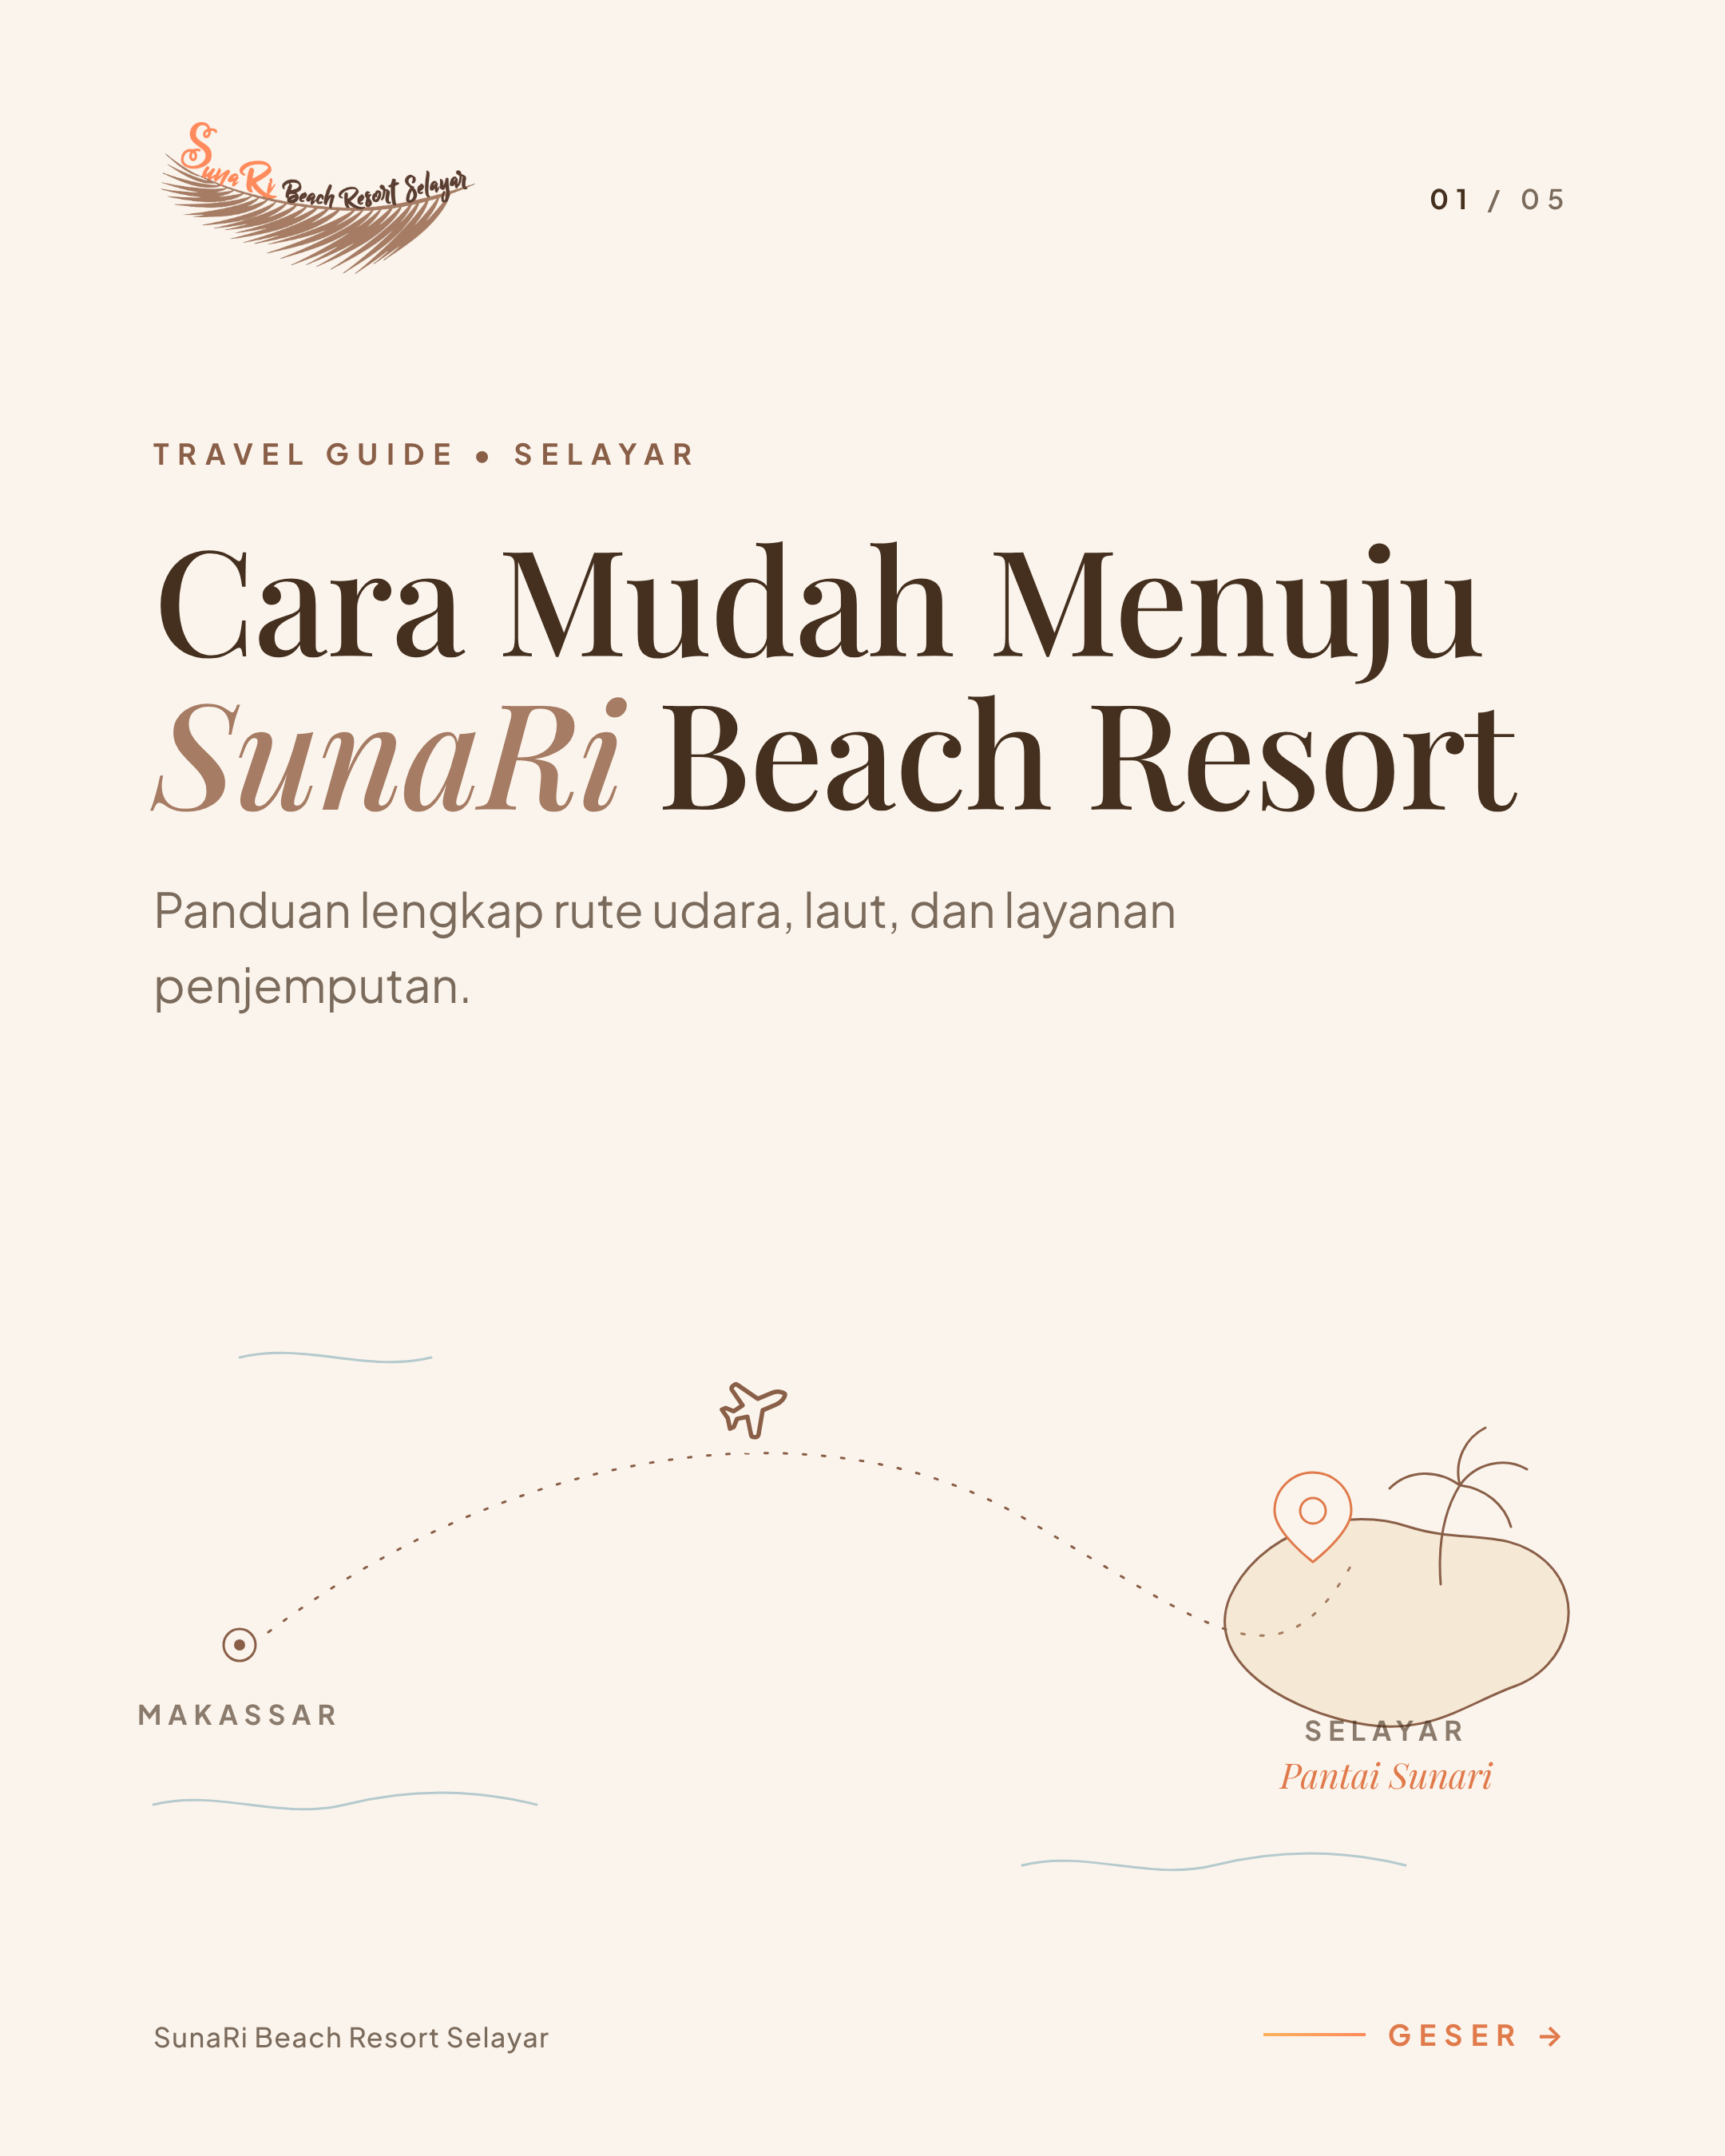 SunaRi Beach Resort Selayar
01 / 05
TRAVEL GUIDE • SELAYAR
Cara Mudah Menuju
SunaRi Beach Resort
Panduan lengkap rute udara, laut, dan layanan
penjemputan.
MAKASSAR
SELAYAR
Pantai Sunari
SunaRi Beach Resort Selayar
GESER →